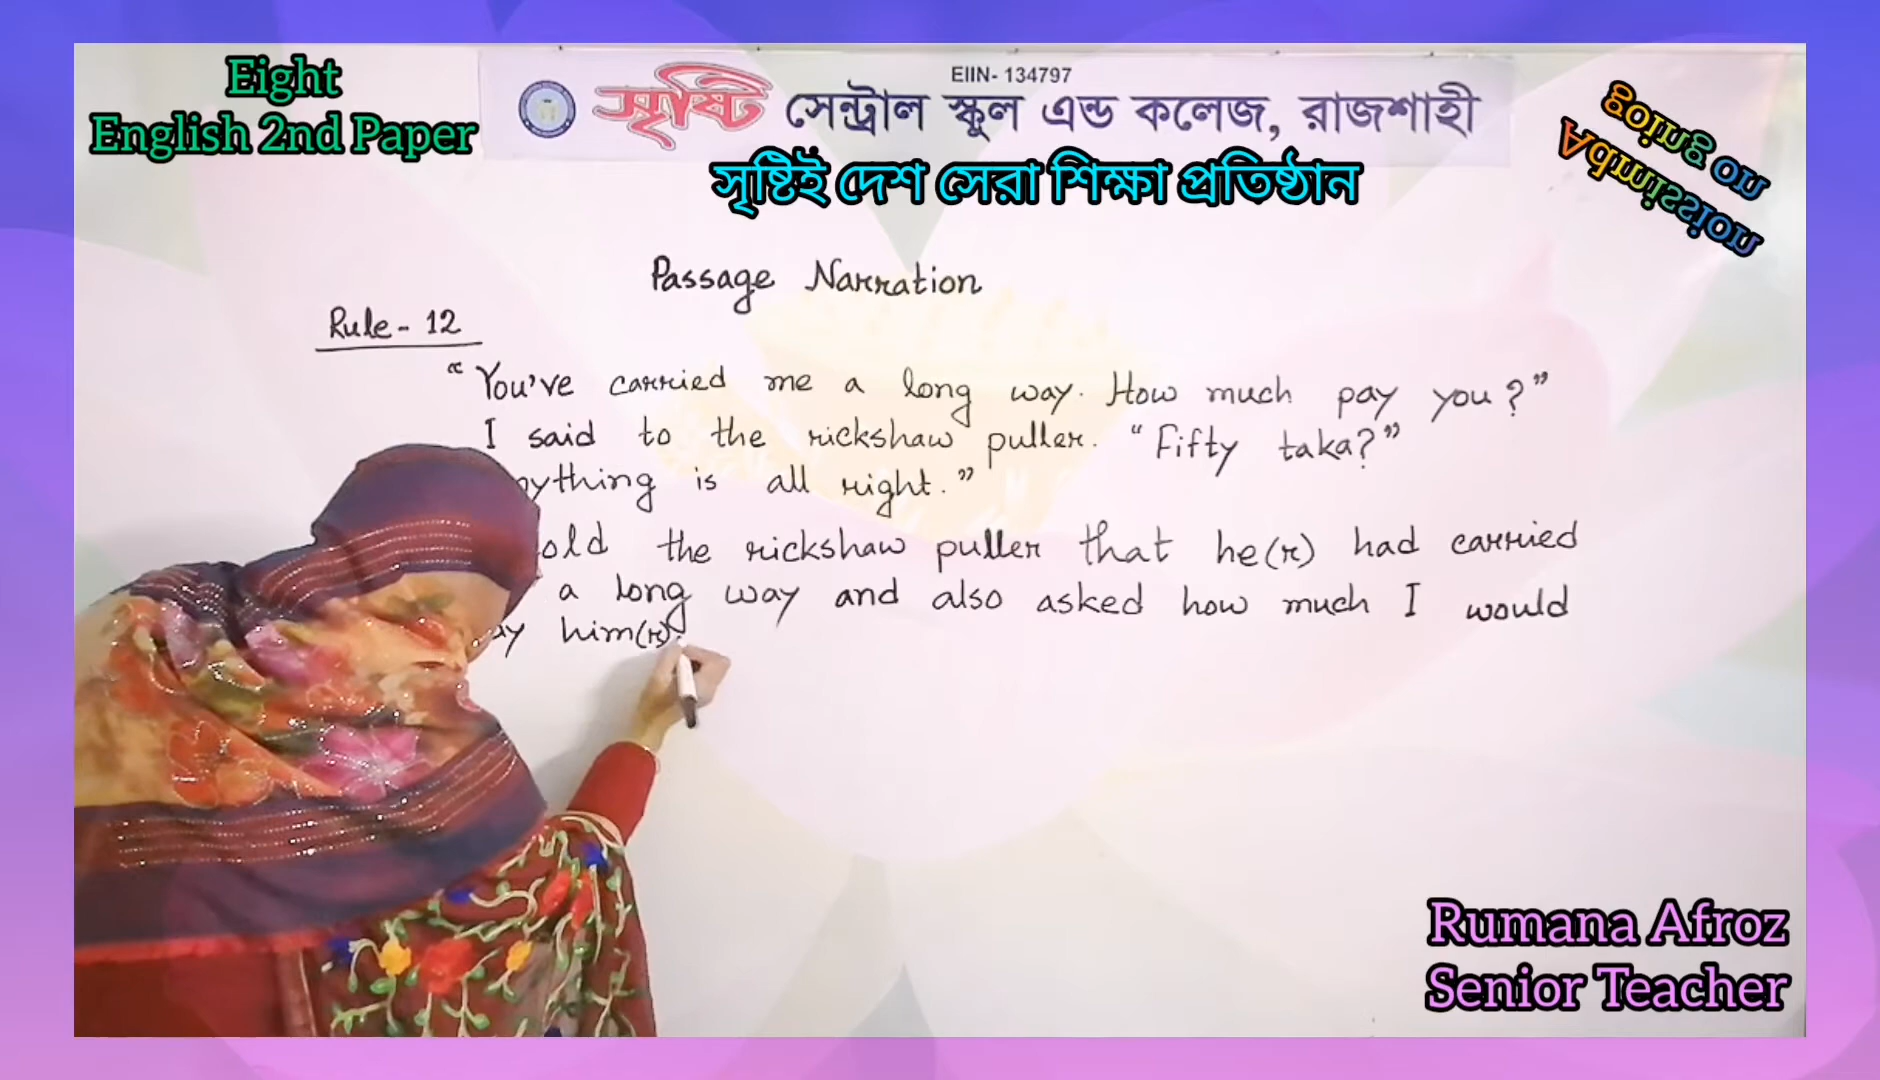 Eight
English 2nd Paper
EIIN- 134797
সৃষ্টি সেন্ট্রাল স্কুল এন্ড কলেজ, রাজশাহী
সৃষ্টিই দেশ সেরা শিক্ষা প্রতিষ্ঠান
Admission
going on
Passage Narration
Rule - 12
"You've carried me a long way. How much pay you?"
I said to the rickshaw puller. "Fifty taka?"
is all right."
the rickshaw puller that he(r) had carried
a long way and also asked how much I would
him(r).
Rumana Afroz
Senior Teacher